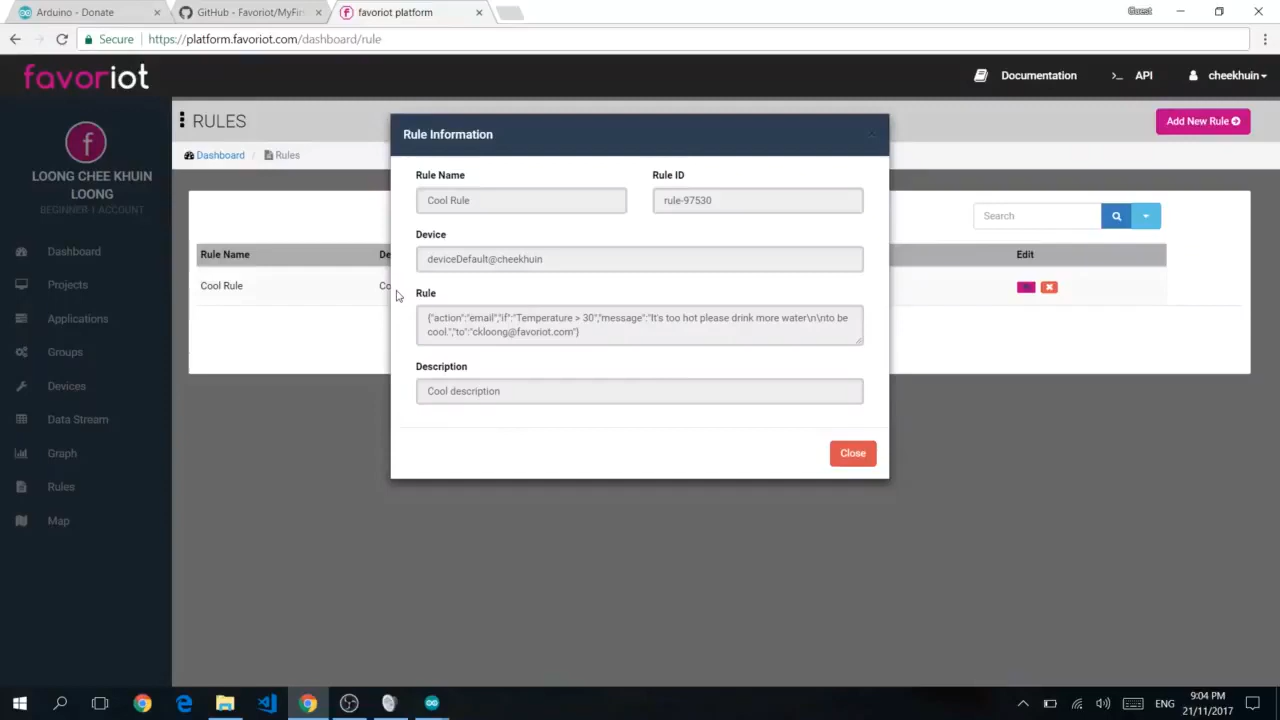 Arduino - Donate
GitHub - Favoriot/MyFirs
favoriot platform
Guest
Secure
https://platform.favoriot.com/dashboard/rule
favoriot
Documentation
API
cheekhuin
f
LOONG CHEE KHUIN
LOONG
BEGINNER | ACCOUNT
Dashboard
Projects
Applications
Groups
Devices
Data Stream
Graph
Rules
Map
RULES
Add New Rule
Dashboard / Rules
Search
Rule Name
De
Edit
Cool Rule
Co
Rule Information
Rule Name
Rule ID
Cool Rule
rule-97530
Device
deviceDefault@cheekhuin
Rule
{"action":"email","if":"Temperature > 30","message":"It's too hot please drink more water\n\nto be
cool.","to":"ckloong@favoriot.com"}
Description
Cool description
Close
ENG
9:04 PM
21/11/2017